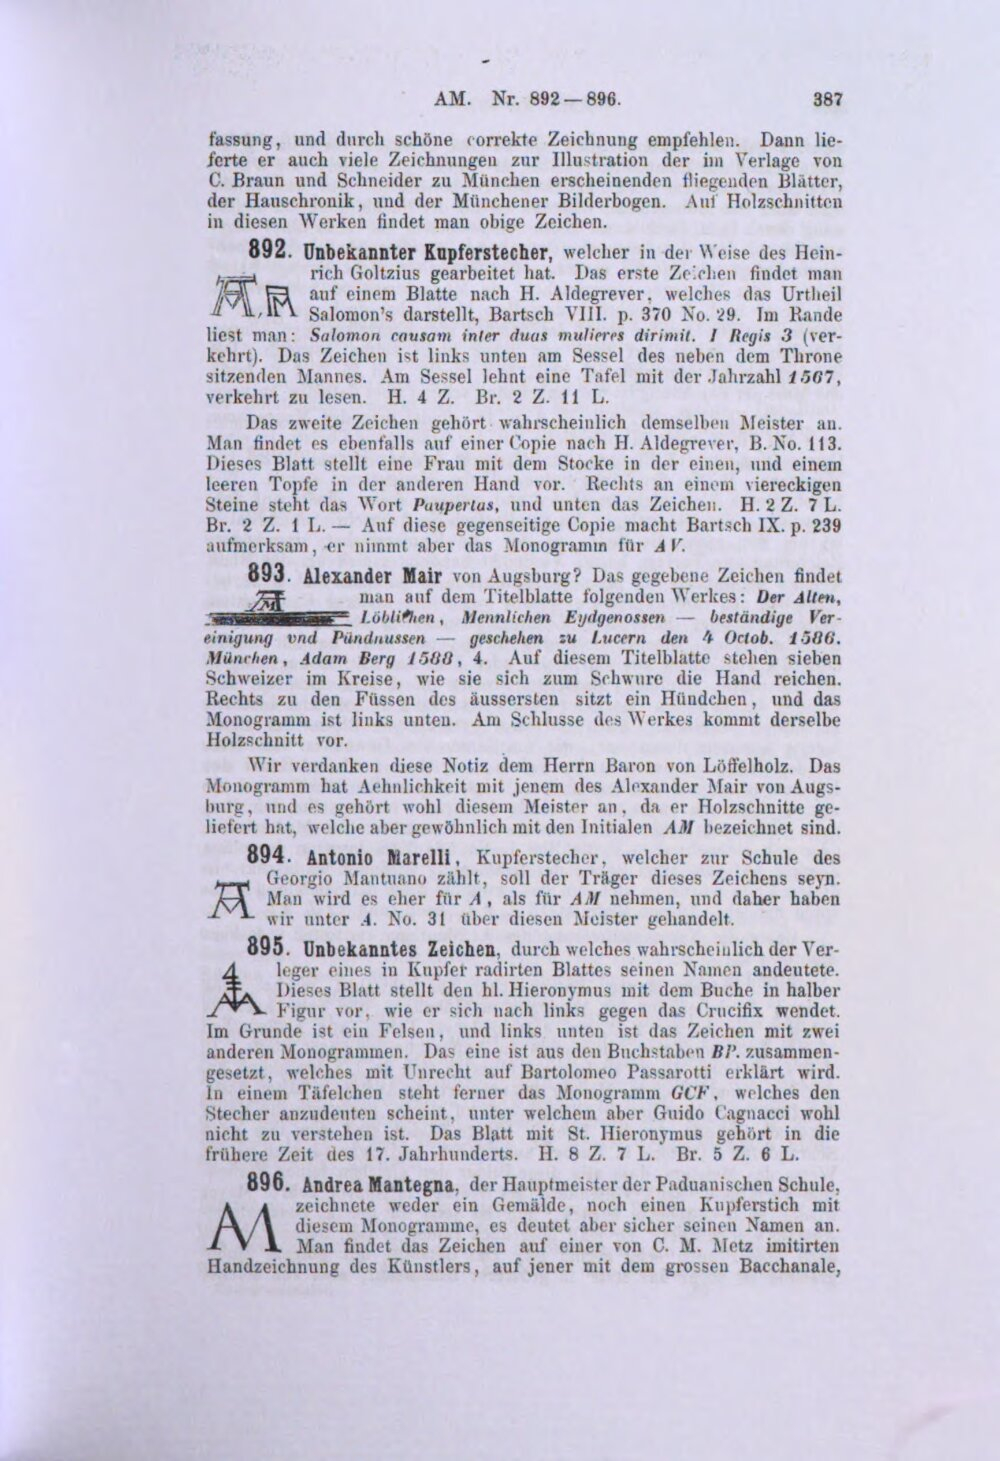 AM. Nr. 892—896. 387
fassung, und durch schöne correkte Zeichnung empfehlen. Dann lie-
ferte er auch viele Zeichnungen zur Illustration der im Verlage von
C. Braun und Schneider zu München erscheinenden fliegenden Blätter,
der Hauschronik, und der Münchener Bilderbogen. Auf Holzschnitten
in diesen Werken findet man obige Zeichen.
892. Unbekannter Kupferstecher, welcher in der Weise des Hein-
rich Goltzius gearbeitet hat. Das erste Zeichen findet man
auf einem Blatte nach H. Aldegrever, welches das Urtheil
Salomon's darstellt, Bartsch VIII. p. 370 No. 29. Im Rande
liest man: Salomon causam inter duas mulieres dirimit. I Regis 3 (ver-
kehrt). Das Zeichen ist links unten am Sessel des neben dem Throne
sitzenden Mannes. Am Sessel lehnt eine Tafel mit der Jahrzahl 1567,
verkehrt zu lesen. H. 4 Z. Br. 2 Z. 11 L.
Das zweite Zeichen gehört wahrscheinlich demselben Meister an.
Man findet es ebenfalls auf einer Copie nach H. Aldegrever, B. No. 113.
Dieses Blatt stellt eine Frau mit dem Stocke in der einen, und einem
leeren Topfe in der anderen Hand vor. Rechts an einem viereckigen
Steine steht das Wort Paupertas, und unten das Zeichen. H. 2 Z. 7 L.
Br. 2 Z. 1 L. — Auf diese gegenseitige Copie macht Bartsch IX. p. 239
aufmerksam, er nimmt aber das Monogramm für AV.
893. Alexander Mair von Augsburg? Das gegebene Zeichen findet
man auf dem Titelblatte folgenden Werkes: Der Alten,
Löblichen, Mennlichen Eydgenossen — beständige Ver-
einigung vnd Pündnussen — geschehen zu Lucern den 4 Octob. 1586.
München, Adam Berg 1588, 4. Auf diesem Titelblatte stehen sieben
Schweizer im Kreise, wie sie sich zum Schwure die Hand reichen.
Rechts zu den Füssen des äussersten sitzt ein Hündchen, und das
Monogramm ist links unten. Am Schlusse des Werkes kommt derselbe
Holzschnitt vor.
Wir verdanken diese Notiz dem Herrn Baron von Löffelholz. Das
Monogramm hat Aehnlichkeit mit jenem des Alexander Mair von Augs-
burg, und es gehört wohl diesem Meister an, da er Holzschnitte ge-
liefert hat, welche aber gewöhnlich mit den Initialen AM bezeichnet sind.
894. Antonio Marelli, Kupferstecher, welcher zur Schule des
Georgio Mantuano zählt, soll der Träger dieses Zeichens seyn.
Man wird es eher für A, als für AM nehmen, und daher haben
wir unter A. No. 31 über diesen Meister gehandelt.
895. Unbekanntes Zeichen, durch welches wahrscheinlich der Ver-
leger eines in Kupfer radirten Blattes seinen Namen andeutete.
Dieses Blatt stellt den hl. Hieronymus mit dem Buche in halber
Figur vor, wie er sich nach links gegen das Crucifix wendet.
Im Grunde ist ein Felsen, und links unten ist das Zeichen mit zwei
anderen Monogrammen. Das eine ist aus den Buchstaben BP. zusammen-
gesetzt, welches mit Unrecht auf Bartolomeo Passarotti erklärt wird.
In einem Täfelchen steht ferner das Monogramm GCF, welches den
Stecher anzudeuten scheint, unter welchem aber Guido Cagnacci wohl
nicht zu verstehen ist. Das Blatt mit St. Hieronymus gehört in die
frühere Zeit des 17. Jahrhunderts. H. 8 Z. 7 L. Br. 5 Z. 6 L.
896. Andrea Mantegna, der Hauptmeister der Paduanischen Schule,
AM zeichnete weder ein Gemälde, noch einen Kupferstich mit
diesem Monogramme, es deutet aber sicher seinen Namen an.
Man findet das Zeichen auf einer von C. M. Metz imitirten
Handzeichnung des Künstlers, auf jener mit dem grossen Bacchanale,